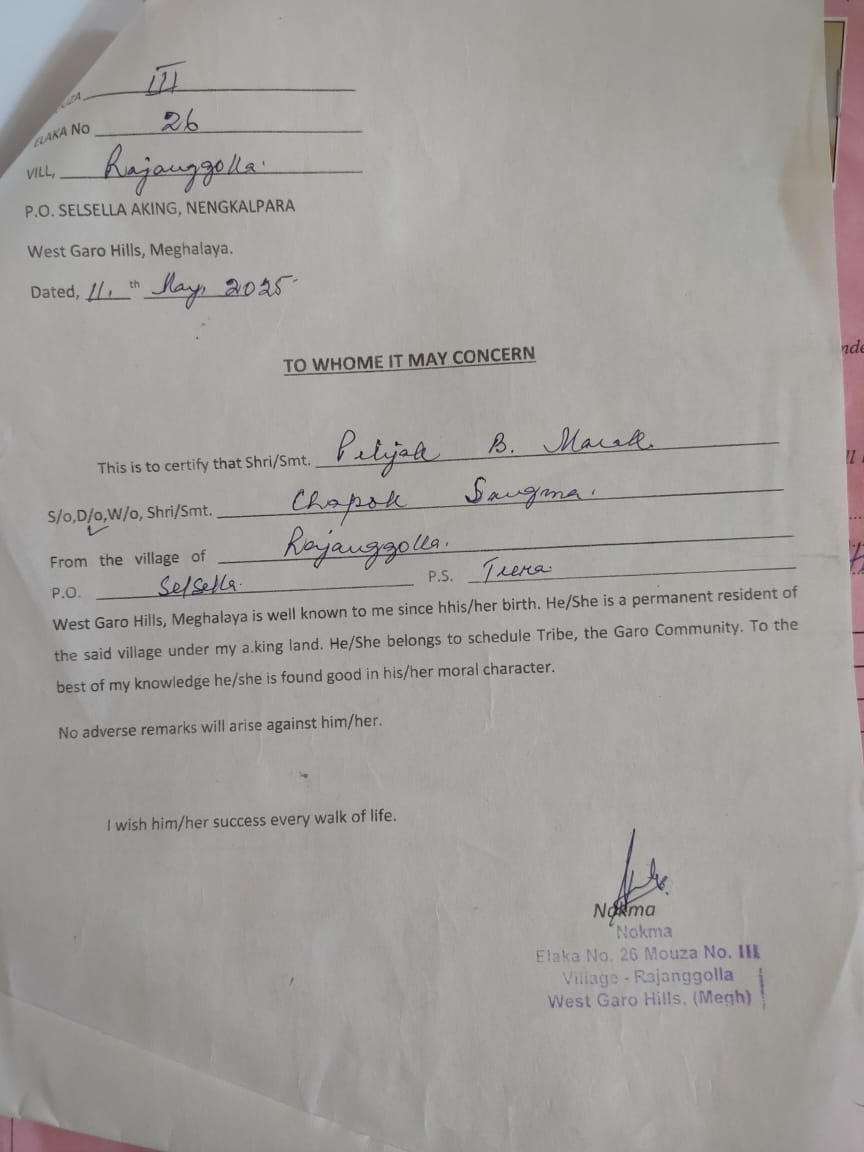 UZA III
ELAKA No 26
VILL, Rajanggolla.
P.O. SELSELLA AKING, NENGKALPARA
West Garo Hills, Meghalaya.
Dated, 11. th May, 2025
TO WHOME IT MAY CONCERN
This is to certify that Shri/Smt. B. Marak.
S/o,D/o,W/o, Shri/Smt. Chapok Sangma.
From the village of Rajanggolla.
P.O. Selsella. P.S. Tura
West Garo Hills, Meghalaya is well known to me since hhis/her birth. He/She is a permanent resident of
the said village under my a.king land. He/She belongs to schedule Tribe, the Garo Community. To the
best of my knowledge he/she is found good in his/her moral character.
No adverse remarks will arise against him/her.
I wish him/her success every walk of life.
Nokma
Nokma
Elaka No. 26 Mouza No. III
Village - Rajanggolla
West Garo Hills, (Megh)